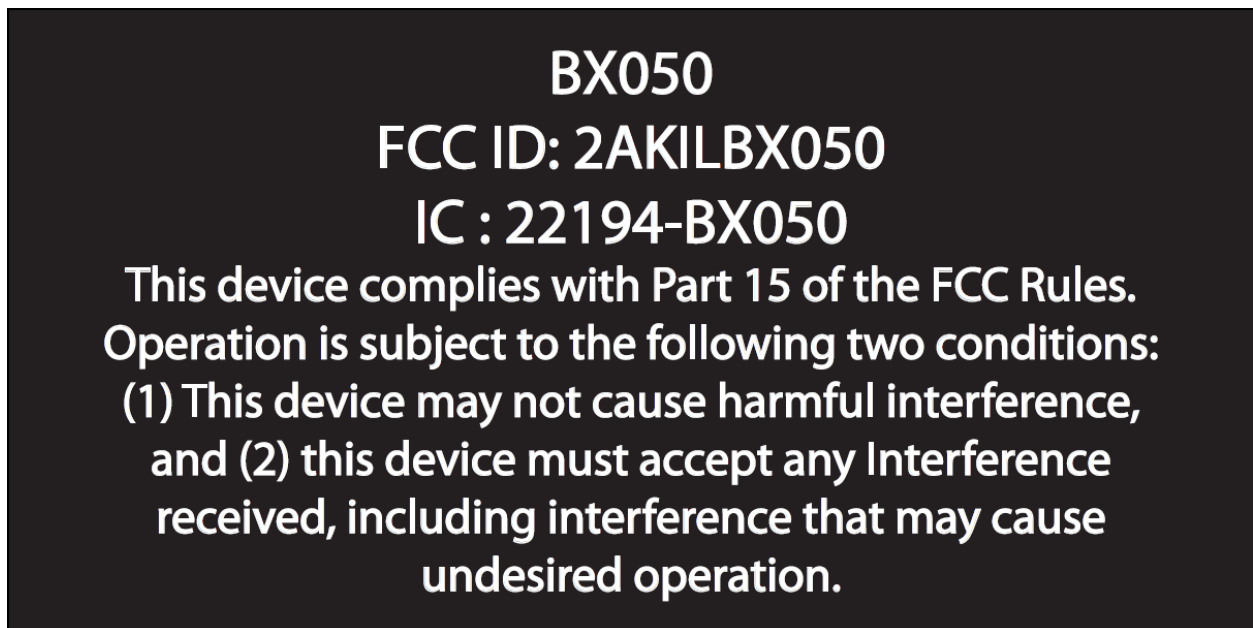 BX050
FCC ID: 2AKILBX050
IC : 22194-BX050
This device complies with Part 15 of the FCC Rules.
Operation is subject to the following two conditions:
(1) This device may not cause harmful interference,
and (2) this device must accept any Interference
received, including interference that may cause
undesired operation.